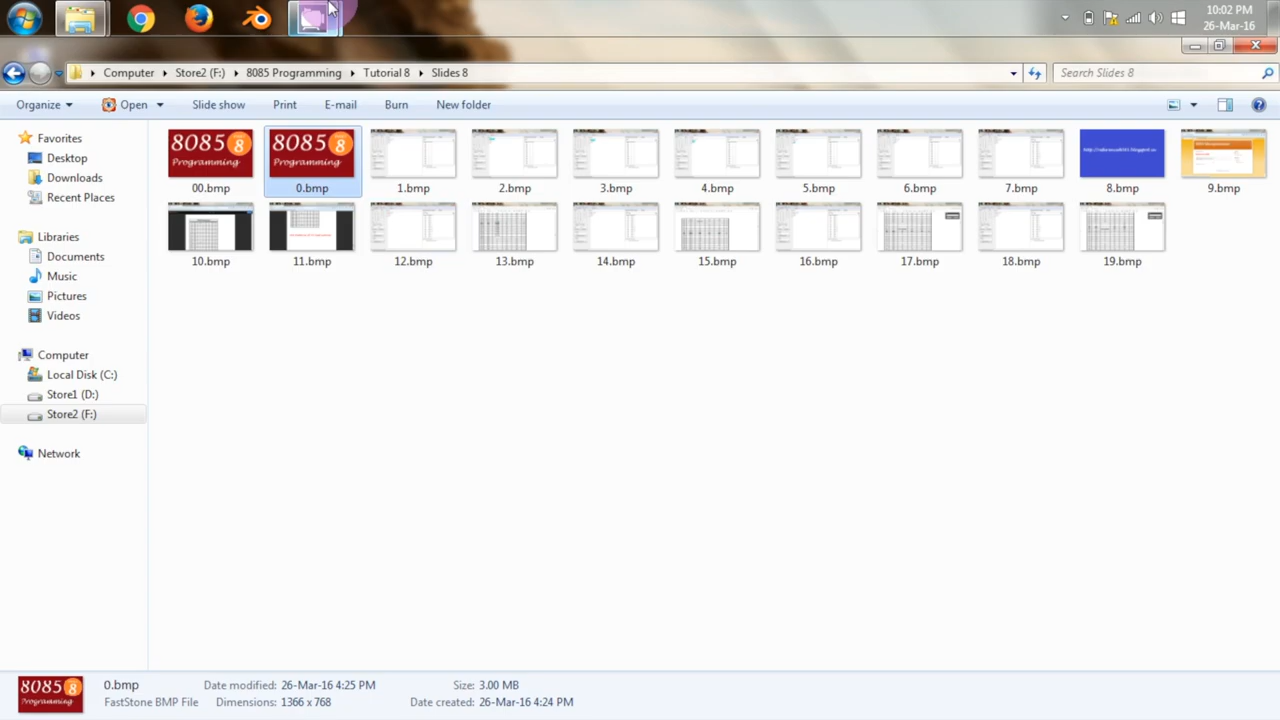 10:02 PM
26-Mar-16
Computer Store2 (F:) 8085 Programming Tutorial 8 Slides 8
Search Slides 8
Organize Open Slide show Print E-mail Burn New folder
Favorites
Desktop
Downloads
Recent Places
Libraries
Documents
Music
Pictures
Videos
Computer
Local Disk (C:)
Store1 (D:)
Store2 (F:)
Network
8085 8
Programming
8085 8
Programming
00.bmp 0.bmp 1.bmp 2.bmp 3.bmp 4.bmp 5.bmp 6.bmp 7.bmp 8.bmp 9.bmp
10.bmp 11.bmp 12.bmp 13.bmp 14.bmp 15.bmp 16.bmp 17.bmp 18.bmp 19.bmp
8085 8
Programming
0.bmp Date modified: 26-Mar-16 4:25 PM Size: 3.00 MB
FastStone BMP File Dimensions: 1366 x 768 Date created: 26-Mar-16 4:24 PM